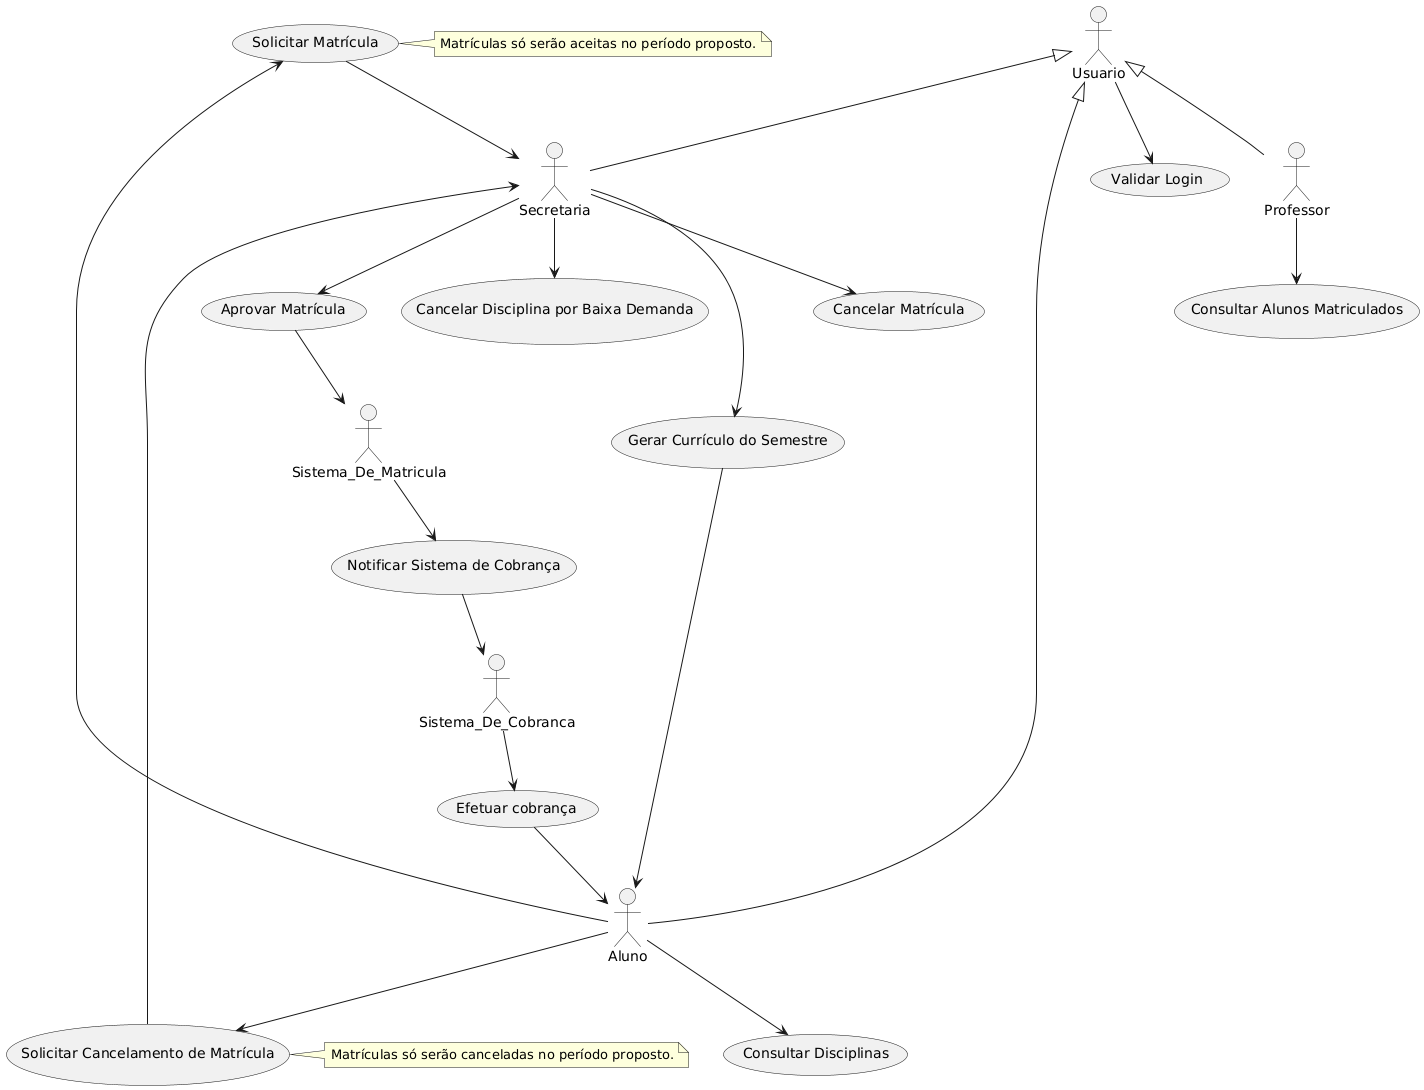 Solicitar Matrícula
Matrículas só serão aceitas no período proposto.
Usuario
Validar Login
Secretaria
Professor
Aprovar Matrícula
Cancelar Disciplina por Baixa Demanda
Cancelar Matrícula
Consultar Alunos Matriculados
Gerar Currículo do Semestre
Sistema_De_Matricula
Notificar Sistema de Cobrança
Sistema_De_Cobranca
Efetuar cobrança
Aluno
Solicitar Cancelamento de Matrícula
Matrículas só serão canceladas no período proposto.
Consultar Disciplinas